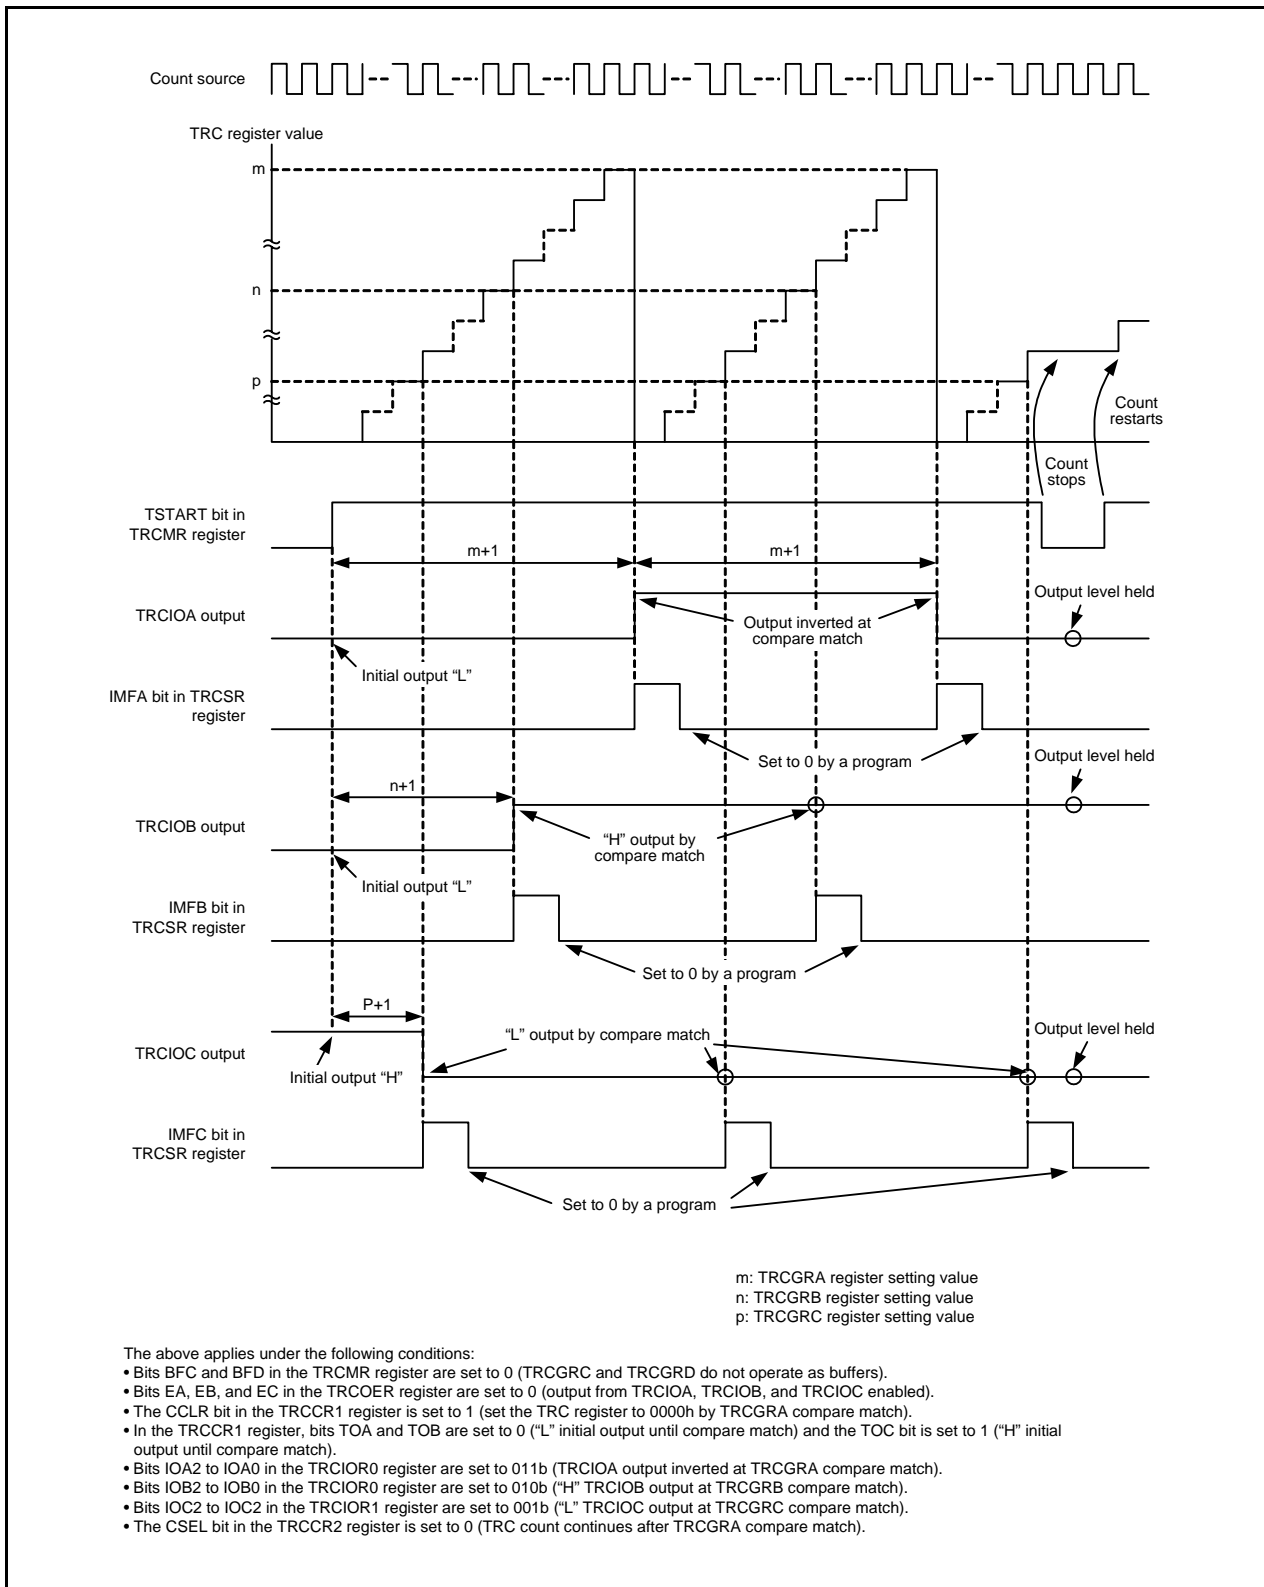 Count source
TRC register value
m
n
p
Count
restarts
Count
stops
TSTART bit in
TRCMR register
m+1
m+1
Output level held
TRCIOA output
Output inverted at
compare match
Initial output “L”
IMFA bit in TRCSR
register
Set to 0 by a program
Output level held
n+1
TRCIOB output
“H” output by
compare match
Initial output “L”
IMFB bit in
TRCSR register
Set to 0 by a program
P+1
“L” output by compare match
Output level held
TRCIOC output
Initial output “H”
IMFC bit in
TRCSR register
Set to 0 by a program
m: TRCGRA register setting value
n: TRCGRB register setting value
p: TRCGRC register setting value
The above applies under the following conditions:
• Bits BFC and BFD in the TRCMR register are set to 0 (TRCGRC and TRCGRD do not operate as buffers).
• Bits EA, EB, and EC in the TRCOER register are set to 0 (output from TRCIOA, TRCIOB, and TRCIOC enabled).
• The CCLR bit in the TRCCR1 register is set to 1 (set the TRC register to 0000h by TRCGRA compare match).
• In the TRCCR1 register, bits TOA and TOB are set to 0 (“L” initial output until compare match) and the TOC bit is set to 1 (“H” initial
output until compare match).
• Bits IOA2 to IOA0 in the TRCIOR0 register are set to 011b (TRCIOA output inverted at TRCGRA compare match).
• Bits IOB2 to IOB0 in the TRCIOR0 register are set to 010b (“H” TRCIOB output at TRCGRB compare match).
• Bits IOC2 to IOC2 in the TRCIOR1 register are set to 001b (“L” TRCIOC output at TRCGRC compare match).
• The CSEL bit in the TRCCR2 register is set to 0 (TRC count continues after TRCGRA compare match).